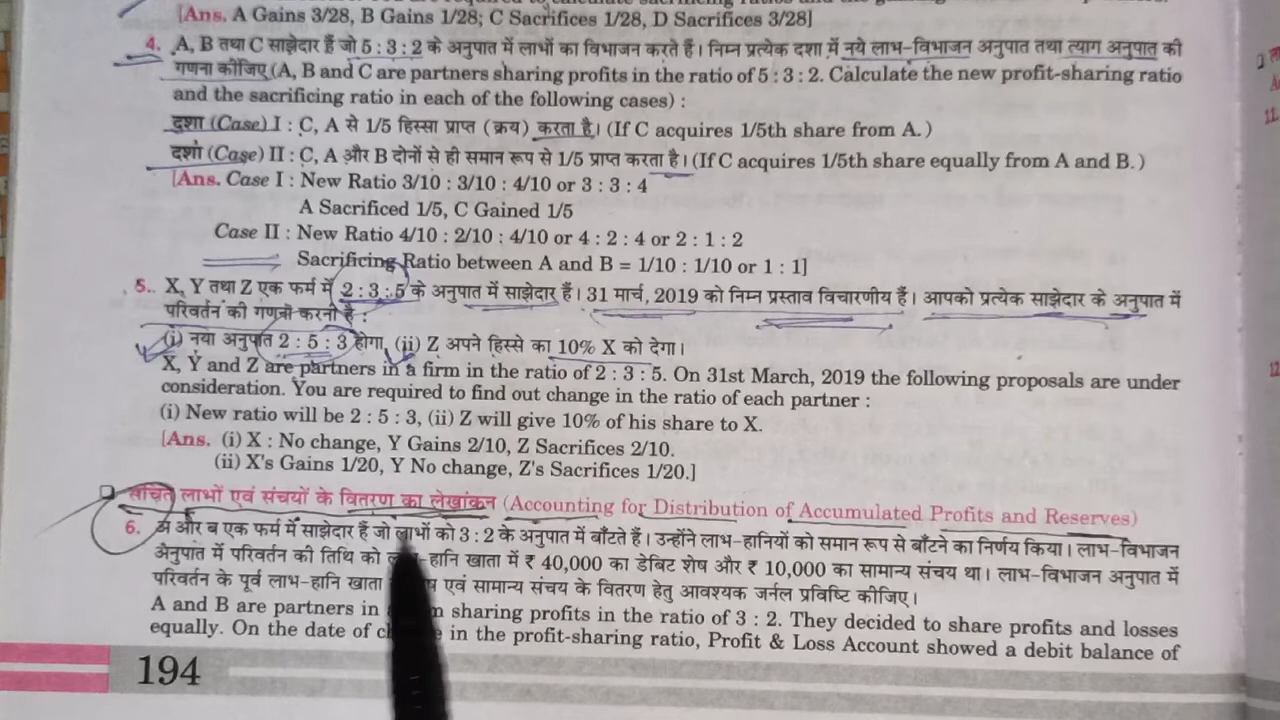 [Ans. A Gains 3/28, B Gains 1/28; C Sacrifices 1/28, D Sacrifices 3/28]
4. A, B तथा C साझेदार हैं जो 5 : 3 : 2 के अनुपात में लाभों का विभाजन करते हैं। निम्न प्रत्येक दशा में नये लाभ-विभाजन अनुपात तथा त्याग अनुपात की
गणना कीजिए (A, B and C are partners sharing profits in the ratio of 5 : 3 : 2. Calculate the new profit-sharing ratio
and the sacrificing ratio in each of the following cases) :
दशा (Case) I : C, A से 1/5 हिस्सा प्राप्त (क्रय) करता है। (If C acquires 1/5th share from A.)
दशा (Case) II : C, A और B दोनों से ही समान रूप से 1/5 प्राप्त करता है। (If C acquires 1/5th share equally from A and B.)
[Ans. Case I : New Ratio 3/10 : 3/10 : 4/10 or 3 : 3 : 4
A Sacrificed 1/5, C Gained 1/5
Case II : New Ratio 4/10 : 2/10 : 4/10 or 4 : 2 : 4 or 2 : 1 : 2
Sacrificing Ratio between A and B = 1/10 : 1/10 or 1 : 1]
5. X, Y तथा Z एक फर्म में 2 : 3 : 5 के अनुपात में साझेदार हैं। 31 मार्च, 2019 को निम्न प्रस्ताव विचारणीय हैं। आपको प्रत्येक साझेदार के अनुपात में
परिवर्तन की गणना करनी है :
(i) नया अनुपात 2 : 5 : 3 होगा, (ii) Z अपने हिस्से का 10% X को देगा।
X, Y and Z are partners in a firm in the ratio of 2 : 3 : 5. On 31st March, 2019 the following proposals are under
consideration. You are required to find out change in the ratio of each partner :
(i) New ratio will be 2 : 5 : 3, (ii) Z will give 10% of his share to X.
[Ans. (i) X : No change, Y Gains 2/10, Z Sacrifices 2/10.
(ii) X's Gains 1/20, Y No change, Z's Sacrifices 1/20.]
संचित लाभों एवं संचयों के वितरण का लेखांकन (Accounting for Distribution of Accumulated Profits and Reserves)
6. अ और ब एक फर्म में साझेदार हैं जो लाभों को 3 : 2 के अनुपात में बाँटते हैं। उन्होंने लाभ-हानियों को समान रूप से बाँटने का निर्णय किया। लाभ-विभाजन
अनुपात में परिवर्तन की तिथि को हानि खाता में ₹ 40,000 का डेबिट शेष और ₹ 10,000 का सामान्य संचय था। लाभ-विभाजन अनुपात में
परिवर्तन के पूर्व लाभ-हानि खाता एवं सामान्य संचय के वितरण हेतु आवश्यक जर्नल प्रविष्टि कीजिए।
A and B are partners in sharing profits in the ratio of 3 : 2. They decided to share profits and losses
equally. On the date of in the profit-sharing ratio, Profit & Loss Account showed a debit balance of
194